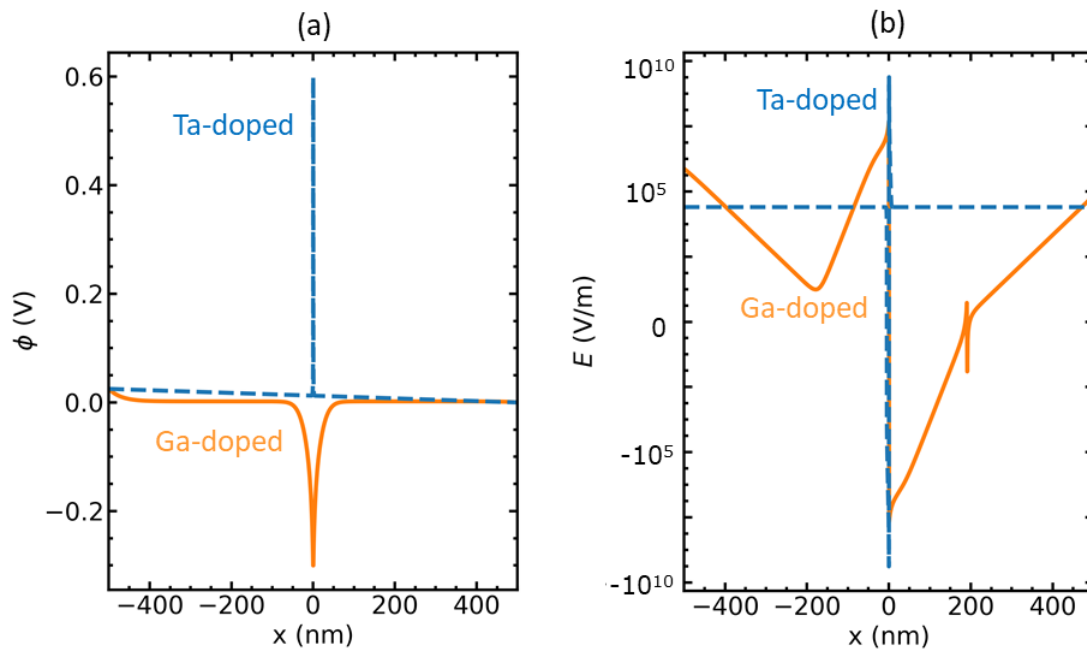 (a)
0.6
0.4
0.2
0.0
−0.2
ϕ (V)
Ta-doped
Ga-doped
−400 −200 0 200 400
x (nm)
(b)
10¹⁰
10⁵
0
-10⁵
-10¹⁰
E (V/m)
Ta-doped
Ga-doped
−400 −200 0 200 400
x (nm)